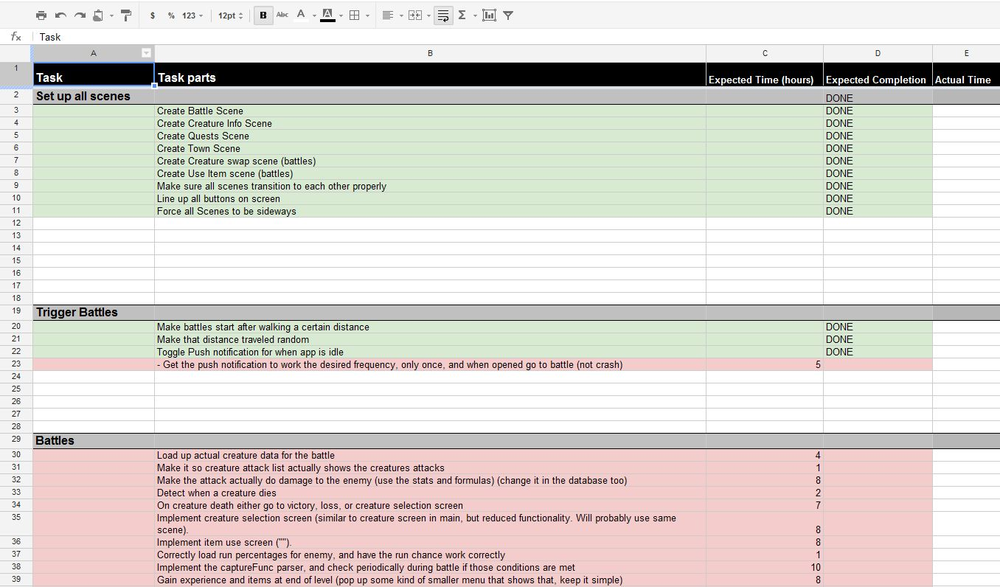 $ % 123 12pt B Abc A A Σ
fx Task
A B C D E
1 Task Task parts Expected Time (hours) Expected Completion Actual Time
2 Set up all scenes DONE
3 Create Battle Scene DONE
4 Create Creature Info Scene DONE
5 Create Quests Scene DONE
6 Create Town Scene DONE
7 Create Creature swap scene (battles) DONE
8 Create Use Item scene (battles) DONE
9 Make sure all scenes transition to each other properly DONE
10 Line up all buttons on screen DONE
11 Force all Scenes to be sideways DONE
12
13
14
15
16
17
18
19 Trigger Battles
20 Make battles start after walking a certain distance DONE
21 Make that distance traveled random DONE
22 Toggle Push notification for when app is idle DONE
23 - Get the push notification to work the desired frequency, only once, and when opened go to battle (not crash) 5
24
25
26
27
28
29 Battles
30 Load up actual creature data for the battle 4
31 Make it so creature attack list actually shows the creatures attacks 1
32 Make the attack actually do damage to the enemy (use the stats and formulas) (change it in the database too) 8
33 Detect when a creature dies 2
34 On creature death either go to victory, loss, or creature selection screen 7
35 Implement creature selection screen (similar to creature screen in main, but reduced functionality. Will probably use same
scene). 8
36 Implement item use screen (""). 8
37 Correctly load run percentages for enemy, and have the run chance work correctly 1
38 Implement the captureFunc parser, and check periodically during battle if those conditions are met 10
39 Gain experience and items at end of level (pop up some kind of smaller menu that shows that, keep it simple) 8